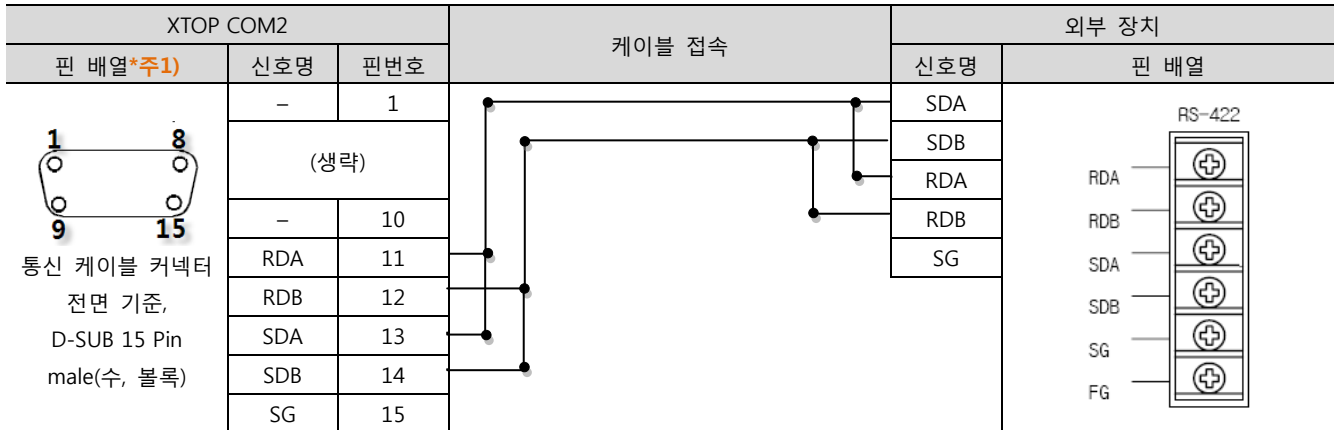 XTOP COM2 케이블 접속 외부 장치
핀 배열*주1) 신호명 핀번호 신호명 핀 배열
– 1 SDA
(생략) SDB
RDA
– 10 RDB
RDA 11 SG
RDB 12
SDA 13
SDB 14
SG 15
1 8
9 15
통신 케이블 커넥터
전면 기준,
D-SUB 15 Pin
male(수, 볼록)
RS-422
RDA
RDB
SDA
SDB
SG
FG